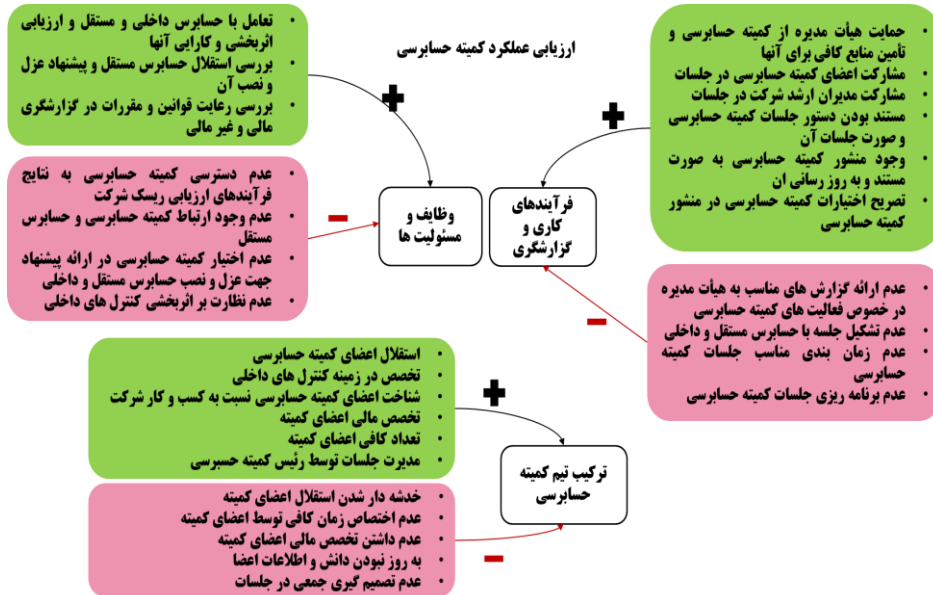 ارزیابی عملکرد کمیته حسابرسی
• حمایت هیأت مدیره از کمیته حسابرسی و
تأمین منابع کافی برای آنها
• مشارکت اعضای کمیته حسابرسی در جلسات
• مشارکت مدیران ارشد شرکت در جلسات
• مستند بودن دستور جلسات کمیته حسابرسی
و صورت جلسات آن
• وجود منشور کمیته حسابرسی به صورت
مستند و به روز رسانی ان
• تصریح اختیارات کمیته حسابرسی در منشور
کمیته حسابرسی
• تعامل با حسابرس داخلی و مستقل و ارزیابی
اثربخشی و کارایی آنها
• بررسی استقلال حسابرس مستقل و پیشنهاد عزل
و نصب آن
• بررسی رعایت قوانین و مقررات در گزارشگری
مالی و غیر مالی
فرآیندهای
کاری و
گزارشگری
وظایف و
مسئولیت ها
• عدم دسترسی کمیته حسابرسی به نتایج
فرآیندهای ارزیابی ریسک شرکت
• عدم وجود ارتباط کمیته حسابرسی و حسابرس
مستقل
• عدم اختیار کمیته حسابرسی در ارائه پیشنهاد
جهت عزل و نصب حسابرس مستقل و داخلی
• عدم نظارت بر اثربخشی کنترل های داخلی
• عدم ارائه گزارش های مناسب به هیأت مدیره
در خصوص فعالیت های کمیته حسابرسی
• عدم تشکیل جلسه با حسابرس مستقل و داخلی
• عدم زمان بندی مناسب جلسات کمیته
حسابرسی
• عدم برنامه ریزی جلسات کمیته حسابرسی
• استقلال اعضای کمیته حسابرسی
• تخصص در زمینه کنترل های داخلی
• شناخت اعضای کمیته حسابرسی نسبت به کسب و کار شرکت
• تخصص مالی اعضای کمیته
• تعداد کافی اعضای کمیته
• مدیرت جلسات توسط رئیس کمیته حسبرسی
ترکیب تیم کمیته
حسابرسی
• خدشه دار شدن استقلال اعضای کمیته
• عدم اختصاص زمان کافی توسط اعضای کمیته
• عدم داشتن تخصص مالی اعضای کمیته
• به روز نبودن دانش و اطلاعات اعضا
• عدم تصمیم گیری جمعی در جلسات